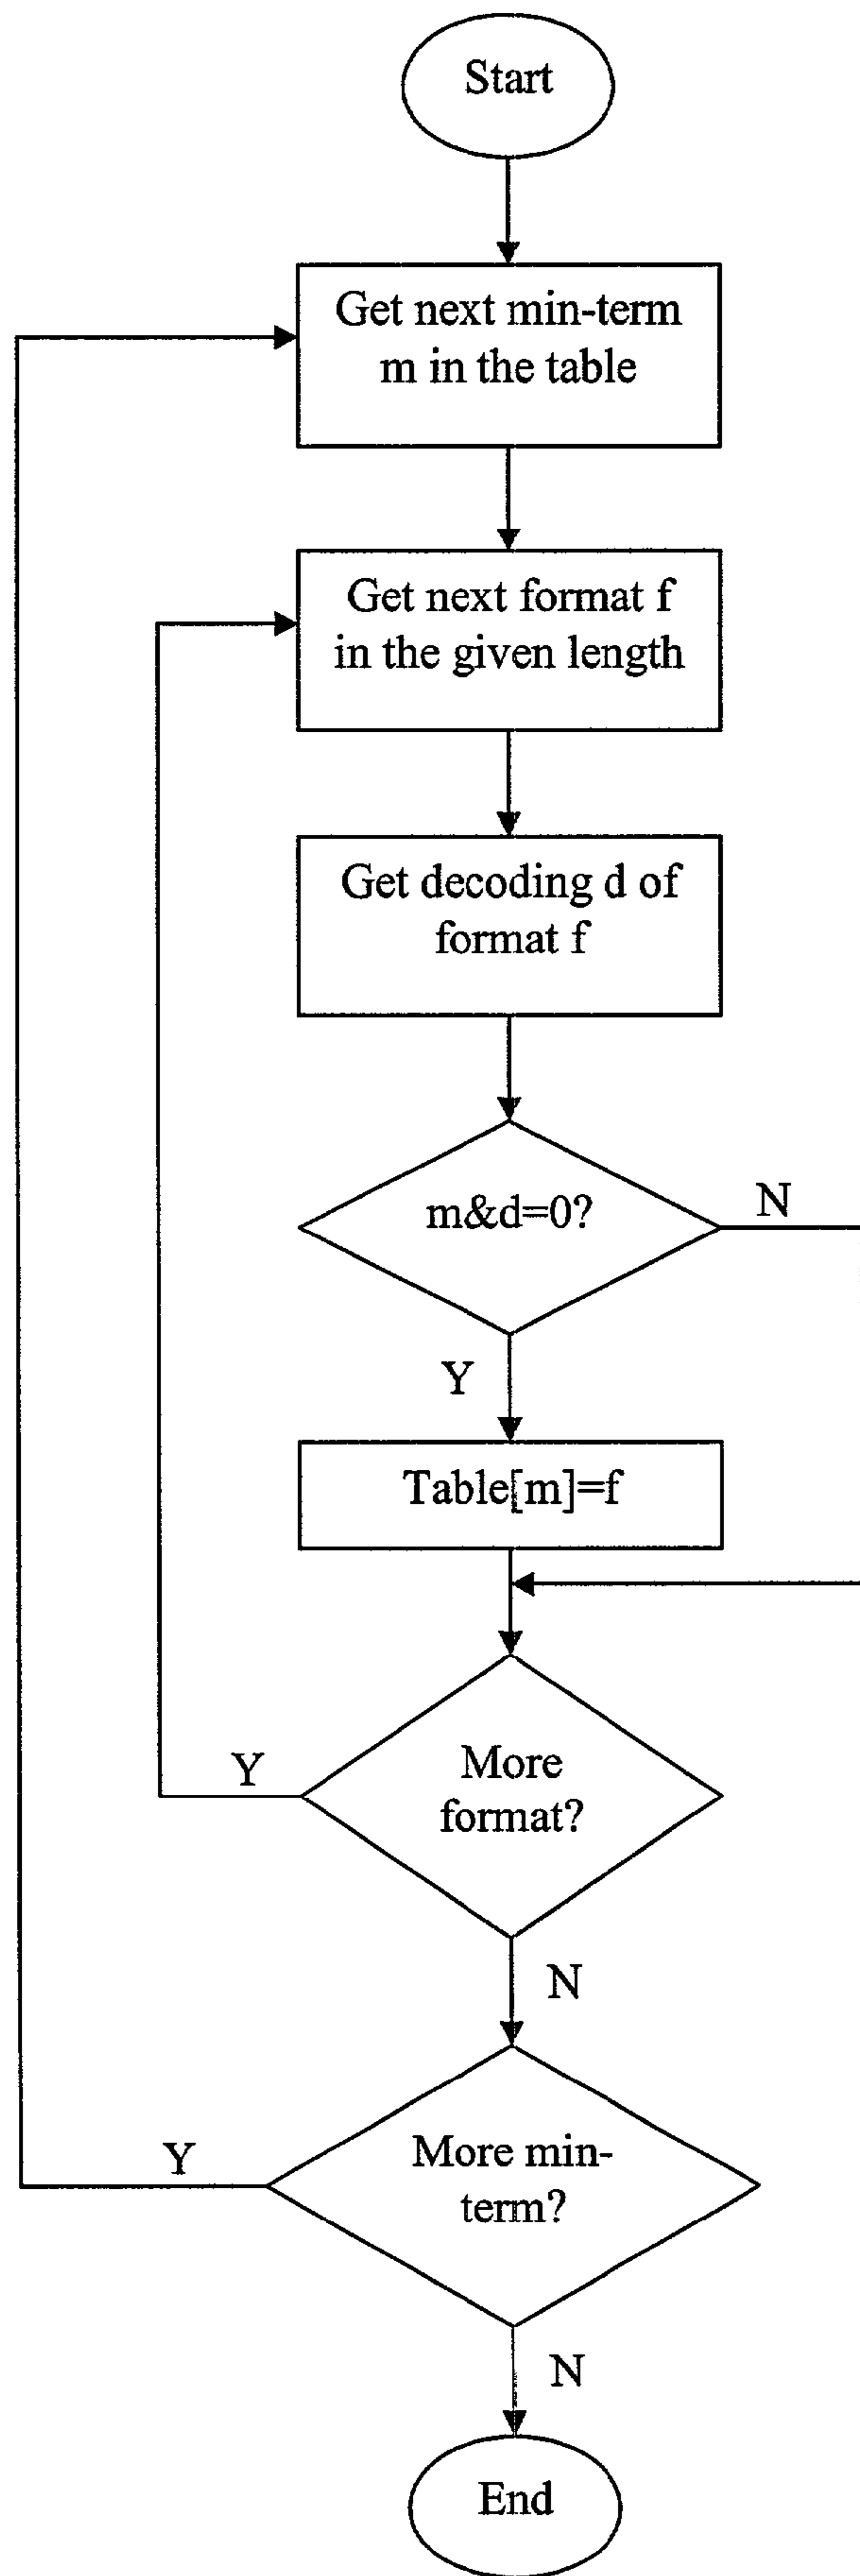 Start
Get next min-term
m in the table
Get next format f
in the given length
Get decoding d of
format f
m&d=0?
N
Y
Table[m]=f
More
format?
Y
N
More min-
term?
Y
N
End